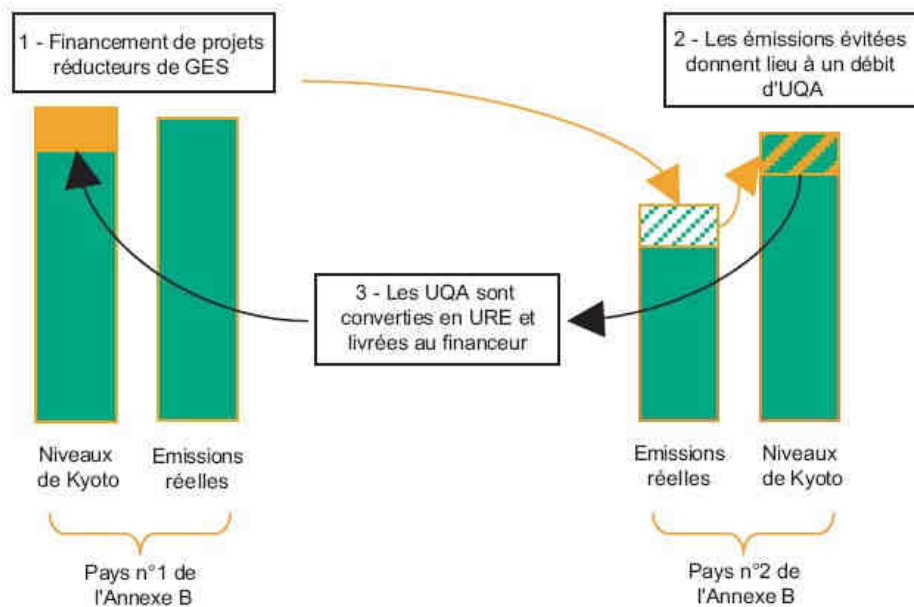 1 - Financement de projets
réducteurs de GES
2 - Les émissions évitées
donnent lieu à un débit
d'UQA
3 - Les UQA sont
converties en URE et
livrées au financeur
Niveaux
de Kyoto
Emissions
réelles
Emissions
réelles
Niveaux
de Kyoto
Pays n°1 de
l'Annexe B
Pays n°2 de
l'Annexe B